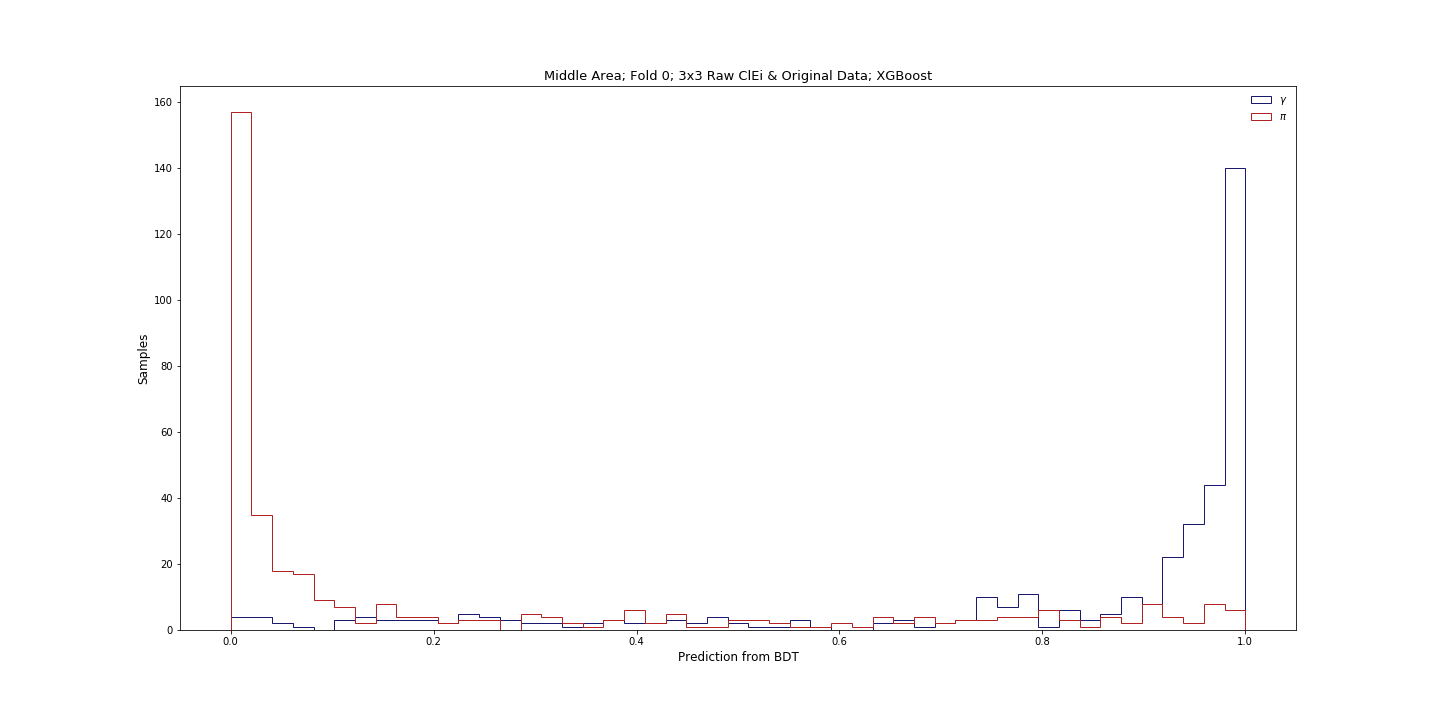 Middle Area; Fold 0; 3x3 Raw ClEi & Original Data; XGBoost
γ
π
160
140
120
100
80
60
40
20
0
Samples
0.0 0.2 0.4 0.6 0.8 1.0
Prediction from BDT